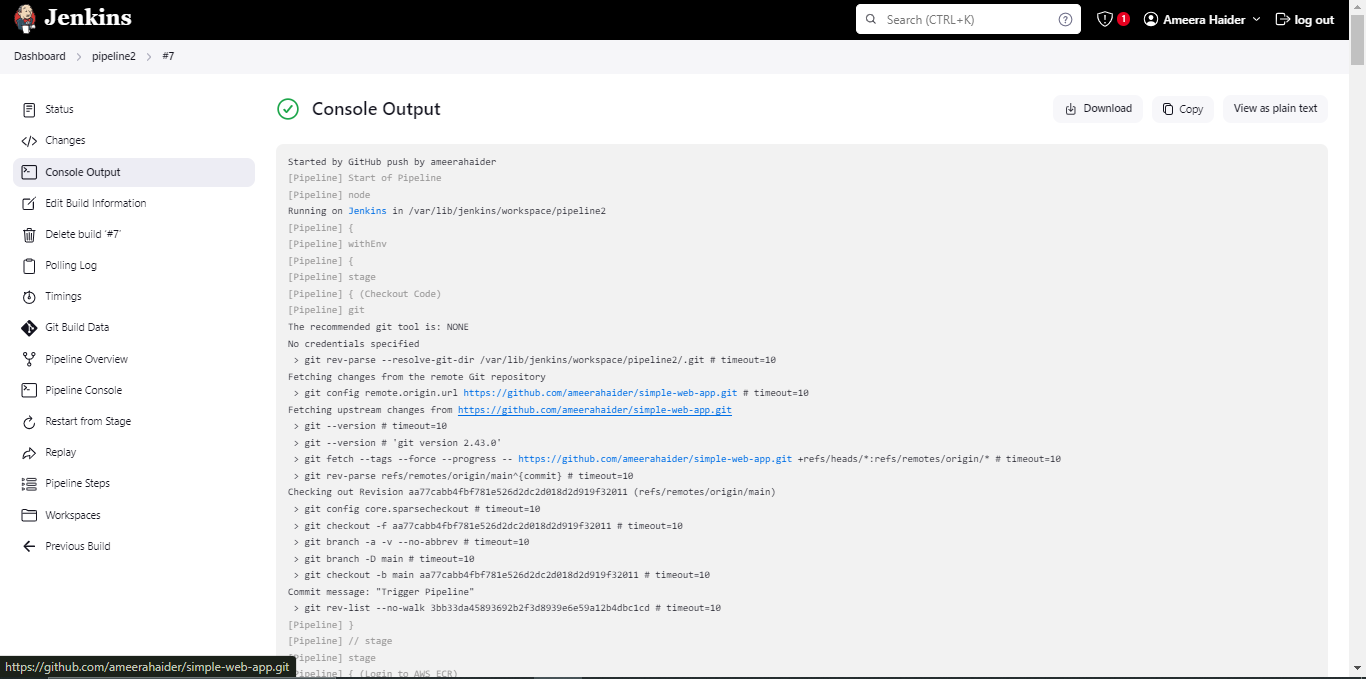 Jenkins
Search (CTRL+K)
1
Ameera Haider
log out
Dashboard
pipeline2
#7
Status
Changes
Console Output
Edit Build Information
Delete build '#7'
Polling Log
Timings
Git Build Data
Pipeline Overview
Pipeline Console
Restart from Stage
Replay
Pipeline Steps
Workspaces
Previous Build
Console Output
Download
Copy
View as plain text
Started by GitHub push by ameerahaider
[Pipeline] Start of Pipeline
[Pipeline] node
Running on Jenkins in /var/lib/jenkins/workspace/pipeline2
[Pipeline] {
[Pipeline] withEnv
[Pipeline] {
[Pipeline] stage
[Pipeline] { (Checkout Code)
[Pipeline] git
The recommended git tool is: NONE
No credentials specified
> git rev-parse --resolve-git-dir /var/lib/jenkins/workspace/pipeline2/.git # timeout=10
Fetching changes from the remote Git repository
> git config remote.origin.url https://github.com/ameerahaider/simple-web-app.git # timeout=10
Fetching upstream changes from https://github.com/ameerahaider/simple-web-app.git
> git --version # timeout=10
> git --version # 'git version 2.43.0'
> git fetch --tags --force --progress -- https://github.com/ameerahaider/simple-web-app.git +refs/heads/*:refs/remotes/origin/* # timeout=10
> git rev-parse refs/remotes/origin/main^{commit} # timeout=10
Checking out Revision aa77cabb4fbf781e526d2dc2d018d2d919f32011 (refs/remotes/origin/main)
> git config core.sparsecheckout # timeout=10
> git checkout -f aa77cabb4fbf781e526d2dc2d018d2d919f32011 # timeout=10
> git branch -a -v --no-abbrev # timeout=10
> git branch -D main # timeout=10
> git checkout -b main aa77cabb4fbf781e526d2dc2d018d2d919f32011 # timeout=10
Commit message: "Trigger Pipeline"
> git rev-list --no-walk 3bb33da45893692b2f3d8939e6e59a12b4dbc1cd # timeout=10
[Pipeline] }
[Pipeline] // stage
[Pipeline] stage
[Pipeline] { (Login to AWS ECR)
https://github.com/ameerahaider/simple-web-app.git